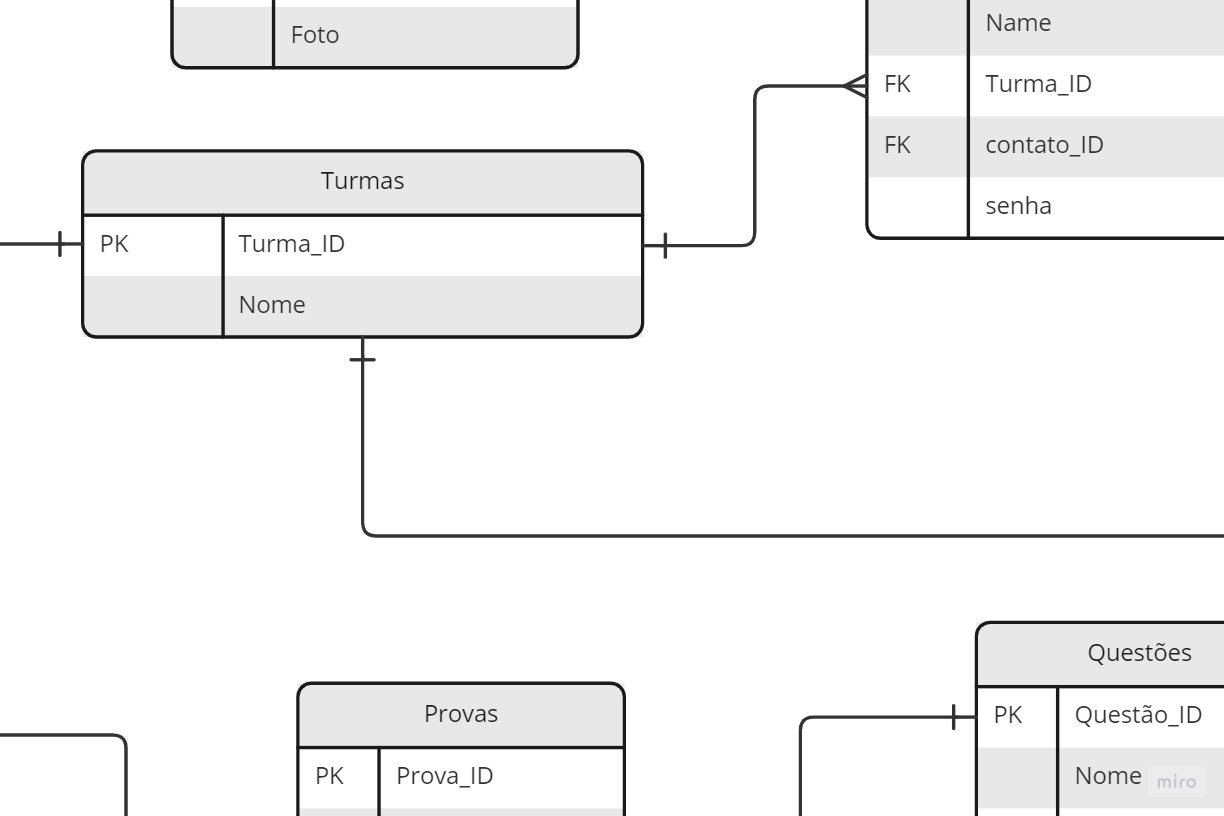 Foto
Name
FK Turma_ID
FK contato_ID
senha
Turmas
PK Turma_ID
Nome
Provas
PK Prova_ID
Questões
PK Questão_ID
Nome
miro